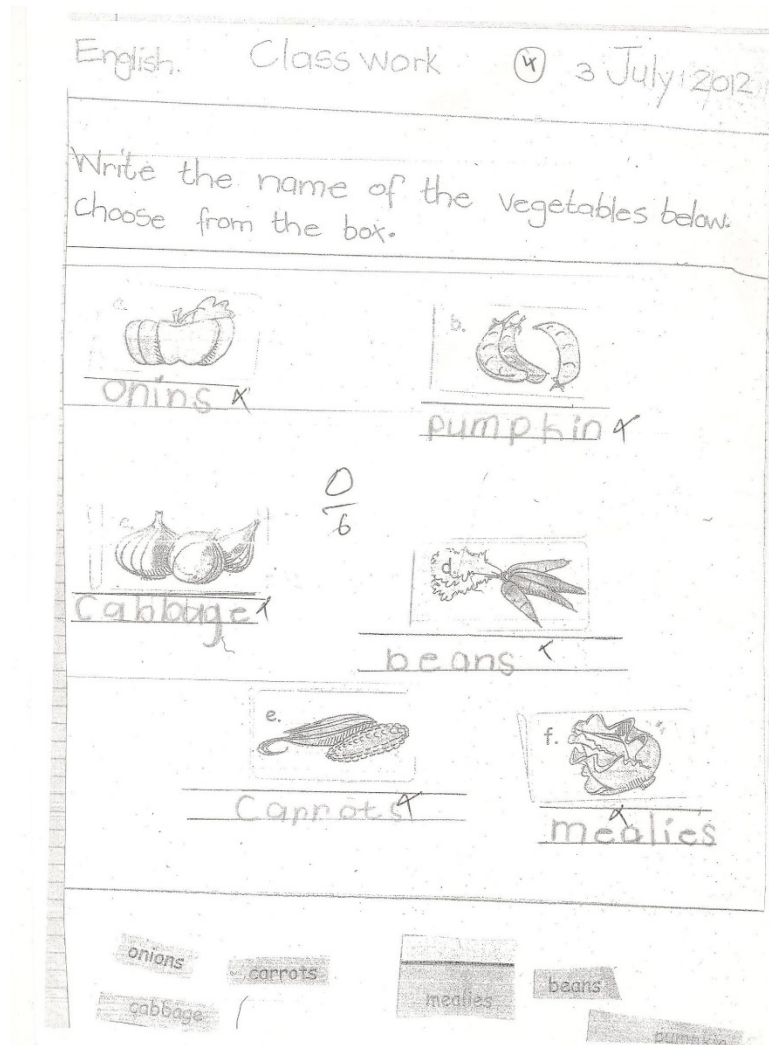 English. Class work 4 3 July 2012
Write the name of the vegetables below.
choose from the box.
a.
onins x
b.
pumpkin x
0/6
c.
Cabbage x
d.
beans x
e.
Carrots x
f.
mealies x
onions
carrots
mealies
beans
cabbage
pumpkin